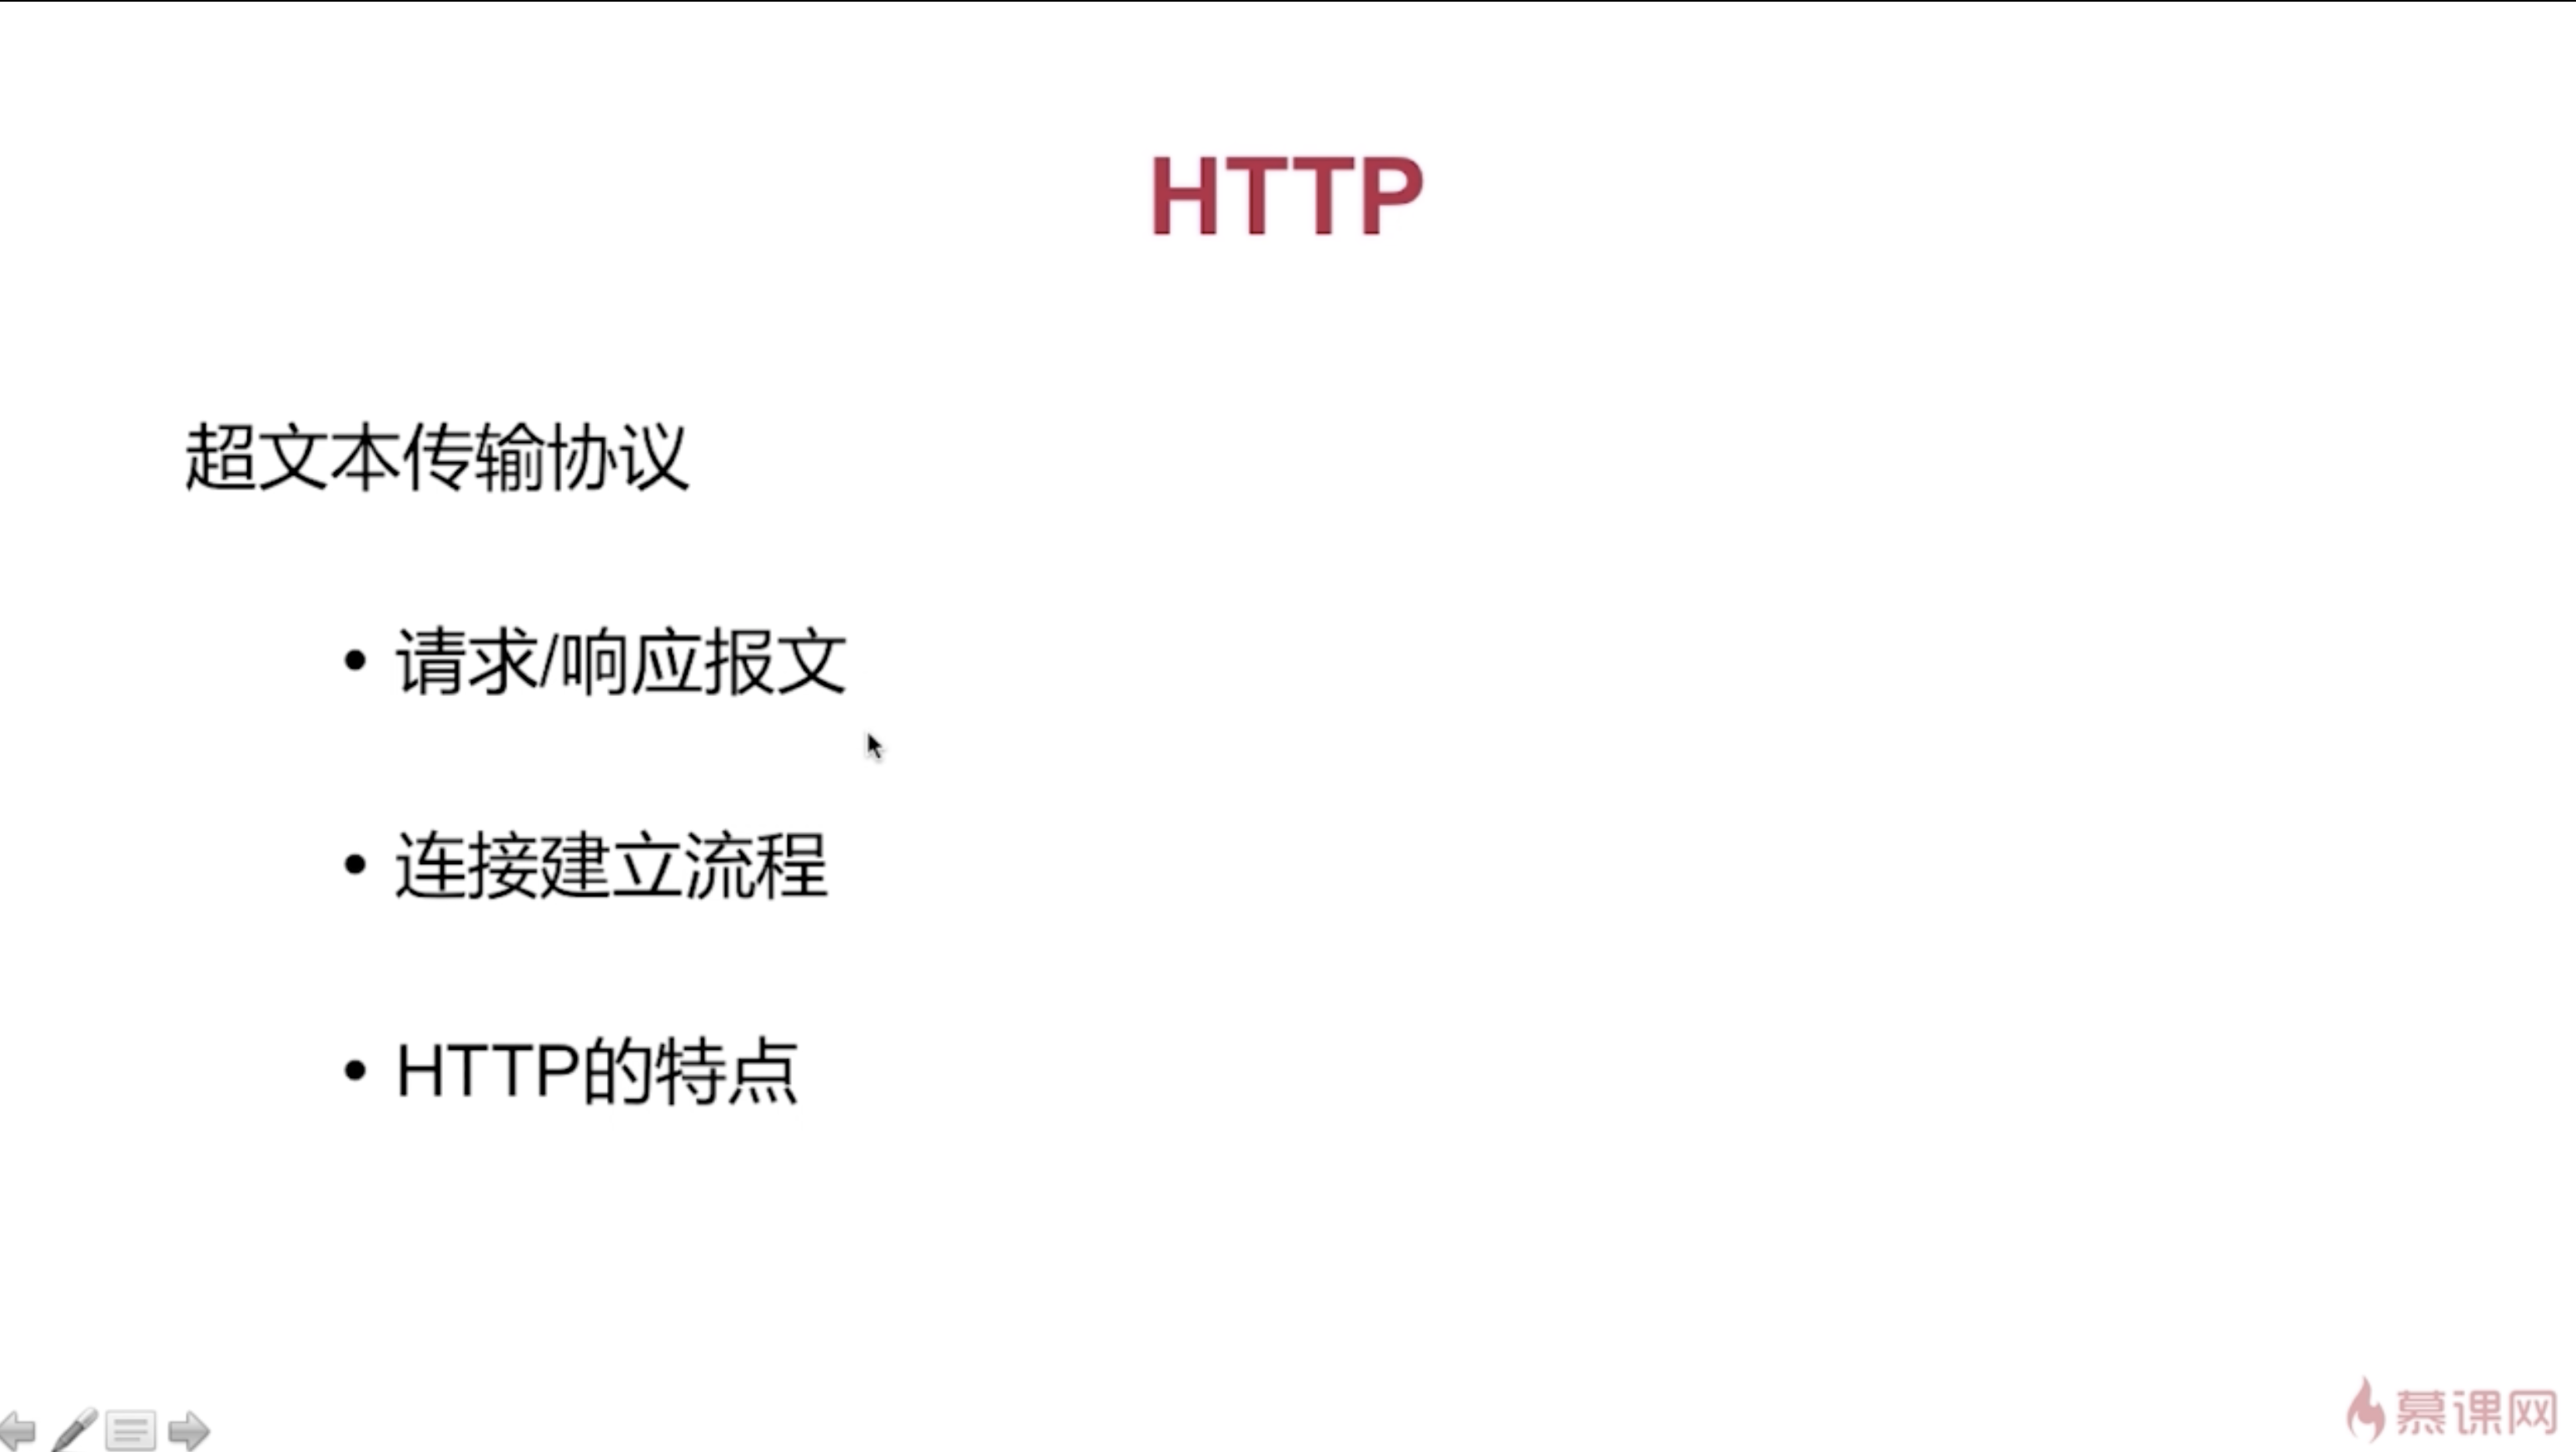 HTTP
超文本传输协议
• 请求/响应报文
• 连接建立流程
• HTTP的特点
慕课网